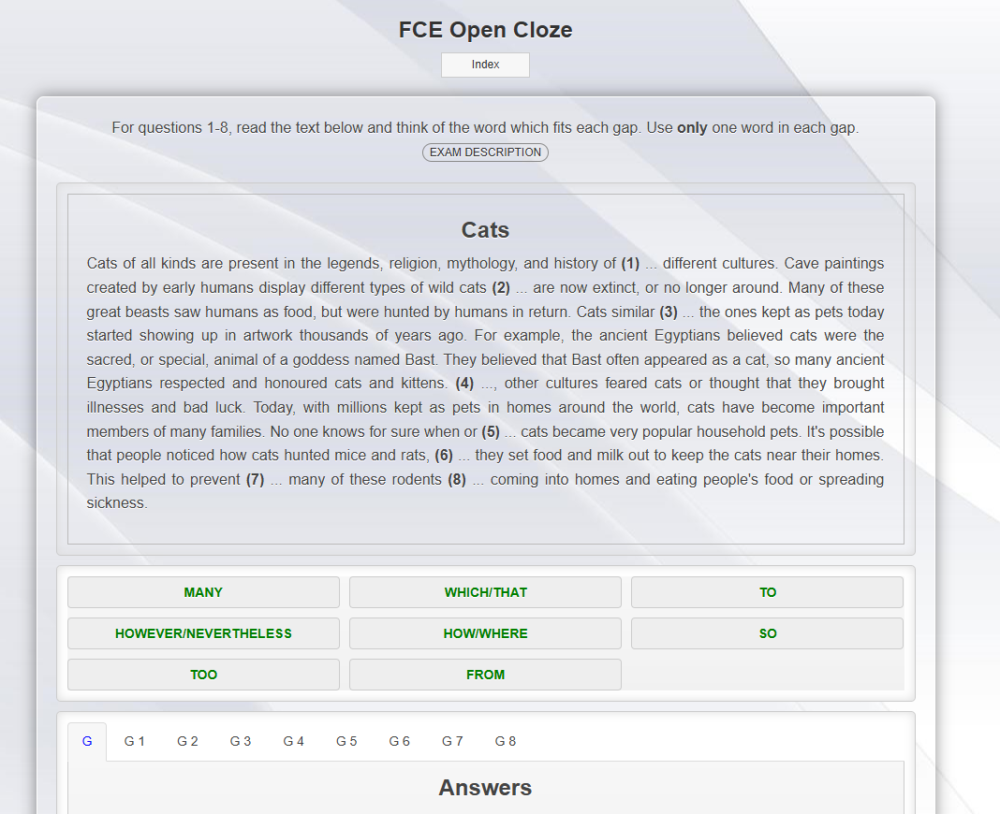 FCE Open Cloze
Index
For questions 1-8, read the text below and think of the word which fits each gap. Use only one word in each gap.
EXAM DESCRIPTION
Cats
Cats of all kinds are present in the legends, religion, mythology, and history of (1) ... different cultures. Cave paintings
created by early humans display different types of wild cats (2) ... are now extinct, or no longer around. Many of these
great beasts saw humans as food, but were hunted by humans in return. Cats similar (3) ... the ones kept as pets today
started showing up in artwork thousands of years ago. For example, the ancient Egyptians believed cats were the
sacred, or special, animal of a goddess named Bast. They believed that Bast often appeared as a cat, so many ancient
Egyptians respected and honoured cats and kittens. (4) ..., other cultures feared cats or thought that they brought
illnesses and bad luck. Today, with millions kept as pets in homes around the world, cats have become important
members of many families. No one knows for sure when or (5) ... cats became very popular household pets. It's possible
that people noticed how cats hunted mice and rats, (6) ... they set food and milk out to keep the cats near their homes.
This helped to prevent (7) ... many of these rodents (8) ... coming into homes and eating people's food or spreading
sickness.
MANY WHICH/THAT TO
HOWEVER/NEVERTHELESS HOW/WHERE SO
TOO FROM
G G 1 G 2 G 3 G 4 G 5 G 6 G 7 G 8
Answers